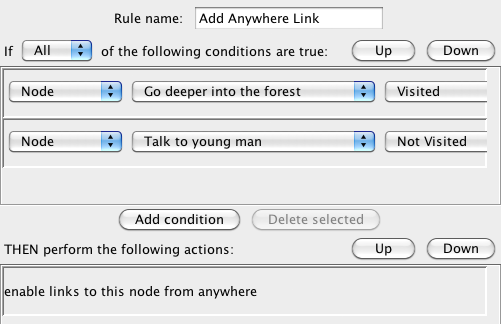 Rule name: Add Anywhere Link
If All of the following conditions are true: Up Down
Node Go deeper into the forest Visited
Node Talk to young man Not Visited
Add condition Delete selected
THEN perform the following actions: Up Down
enable links to this node from anywhere